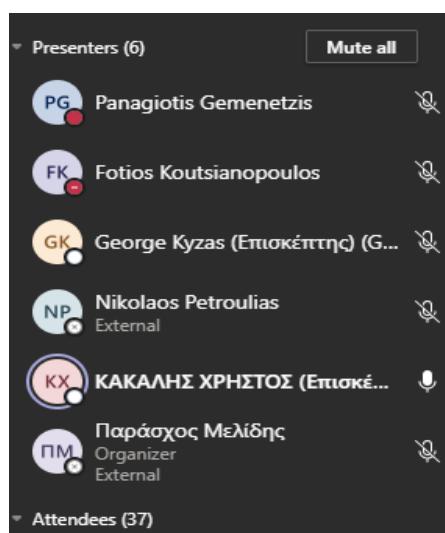 Presenters (6) Mute all
PG Panagiotis Gemenetzis
FK Fotios Koutsianopoulos
GK George Kyzas (Επισκέπτης) (G...
NP Nikolaos Petroulias
External
ΚΧ ΚΑΚΑΛΗΣ ΧΡΗΣΤΟΣ (Επισκέ...
ΠΜ Παράσχος Μελίδης
Organizer
External
Attendees (37)